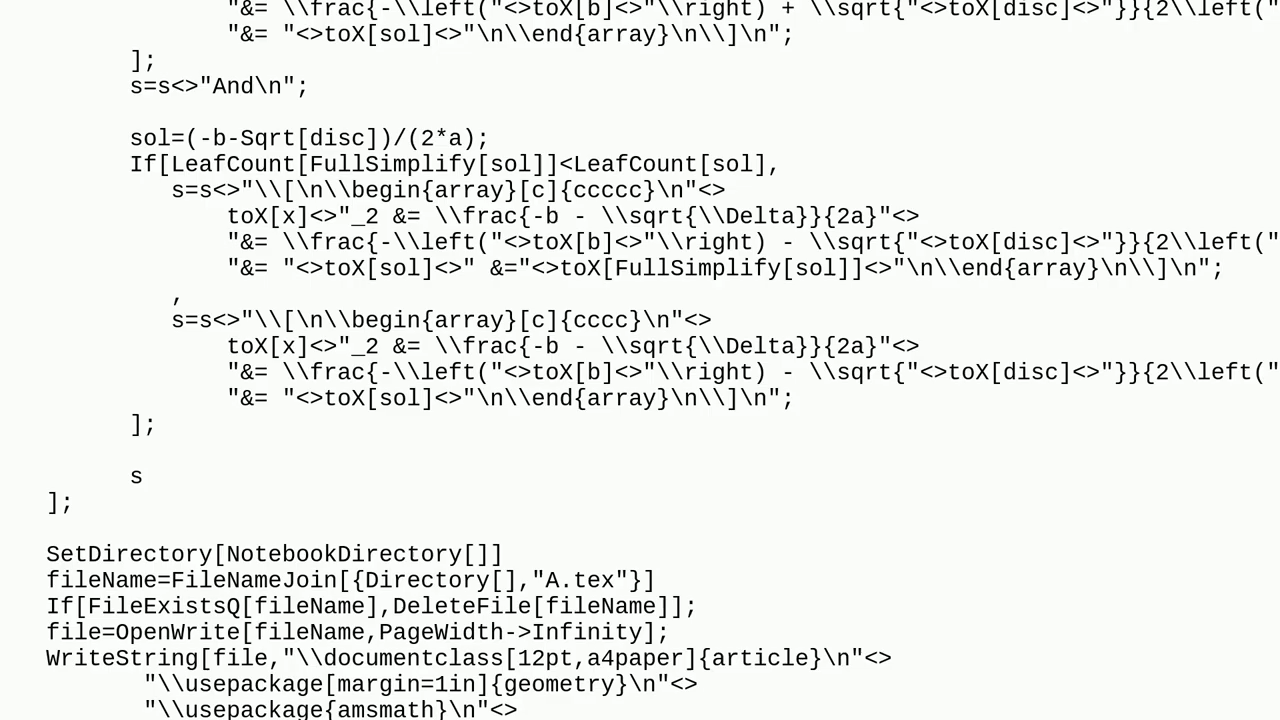 "&= \\frac{-\\left("<>toX[b]<>"\\right) + \\sqrt{"<>toX[disc]<>"}}{2\\left("
"&= "<>toX[sol]<>"\n\\end{array}\n\\]\n";
];
s=s<>"And\n";
sol=(-b-Sqrt[disc])/(2*a);
If[LeafCount[FullSimplify[sol]]<LeafCount[sol],
s=s<>"\\[\n\\begin{array}[c]{ccccc}\n"<>
toX[x]<>"_2 &= \\frac{-b - \\sqrt{\\Delta}}{2a}"<>
"&= \\frac{-\\left("<>toX[b]<>"\\right) - \\sqrt{"<>toX[disc]<>"}}{2\\left("
"&= "<>toX[sol]<>" &="<>toX[FullSimplify[sol]]<>"\n\\end{array}\n\\]\n";
,
s=s<>"\\[\n\\begin{array}[c]{cccc}\n"<>
toX[x]<>"_2 &= \\frac{-b - \\sqrt{\\Delta}}{2a}"<>
"&= \\frac{-\\left("<>toX[b]<>"\\right) - \\sqrt{"<>toX[disc]<>"}}{2\\left("
"&= "<>toX[sol]<>"\n\\end{array}\n\\]\n";
];
s
];
SetDirectory[NotebookDirectory[]]
fileName=FileNameJoin[{Directory[],"A.tex"}]
If[FileExistsQ[fileName],DeleteFile[fileName]];
file=OpenWrite[fileName,PageWidth->Infinity];
WriteString[file,"\\documentclass[12pt,a4paper]{article}\n"<>
"\\usepackage[margin=1in]{geometry}\n"<>
"\\usepackage{amsmath}\n"<>